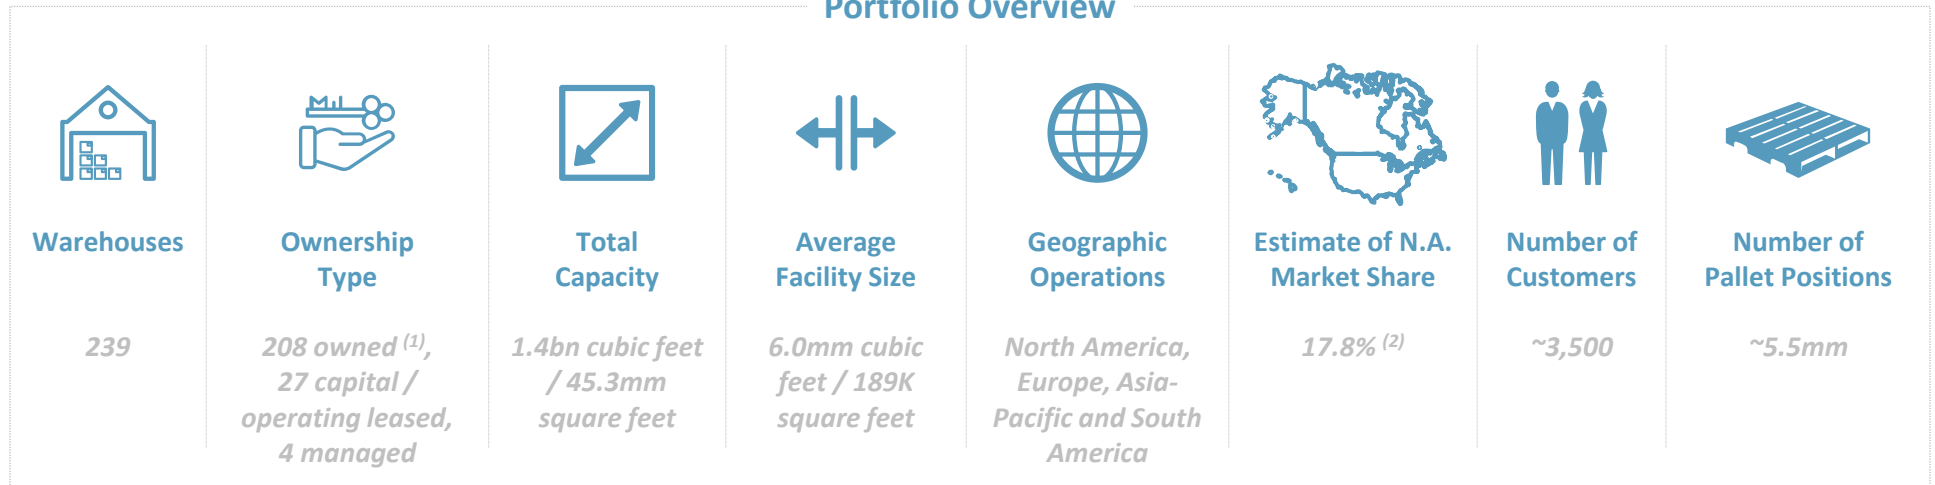 Portfolio Overview
Warehouses
239
Ownership
Type
208 owned (1),
27 capital /
operating leased,
4 managed
Total
Capacity
1.4bn cubic feet
/ 45.3mm
square feet
Average
Facility Size
6.0mm cubic
feet / 189K
square feet
Geographic
Operations
North America,
Europe, Asia-
Pacific and South
America
Estimate of N.A.
Market Share
17.8% (2)
Number of
Customers
~3,500
Number of
Pallet Positions
~5.5mm